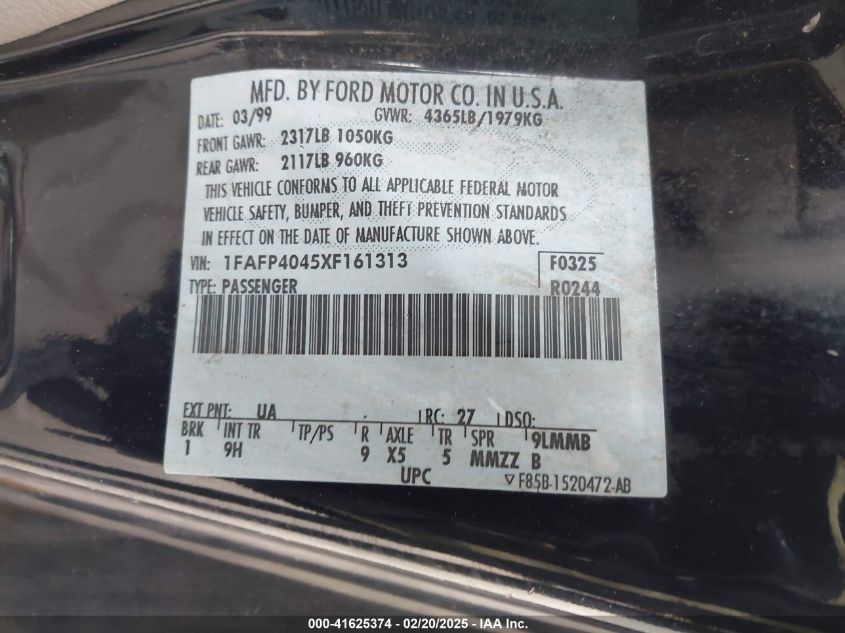 MFD. BY FORD MOTOR CO. IN U.S.A.
DATE: 03/99 GVWR: 4365LB/1979KG
FRONT GAWR: 2317LB 1050KG
REAR GAWR: 2117LB 960KG
THIS VEHICLE CONFORMS TO ALL APPLICABLE FEDERAL MOTOR
VEHICLE SAFETY, BUMPER, AND THEFT PREVENTION STANDARDS
IN EFFECT ON THE DATE OF MANUFACTURE SHOWN ABOVE.
VIN: 1FAFP4045XF161313 F0325
TYPE: PASSENGER R0244
EXT PNT: UA RC: 27 DSO:
BRK INT TR TP/PS R AXLE TR SPR 9LMMB
1 9H 9 X5 5 MMZZ B
UPC ▽F85B-1520472-AB
000-41625374 / 02/20/2025 — IAA Inc.